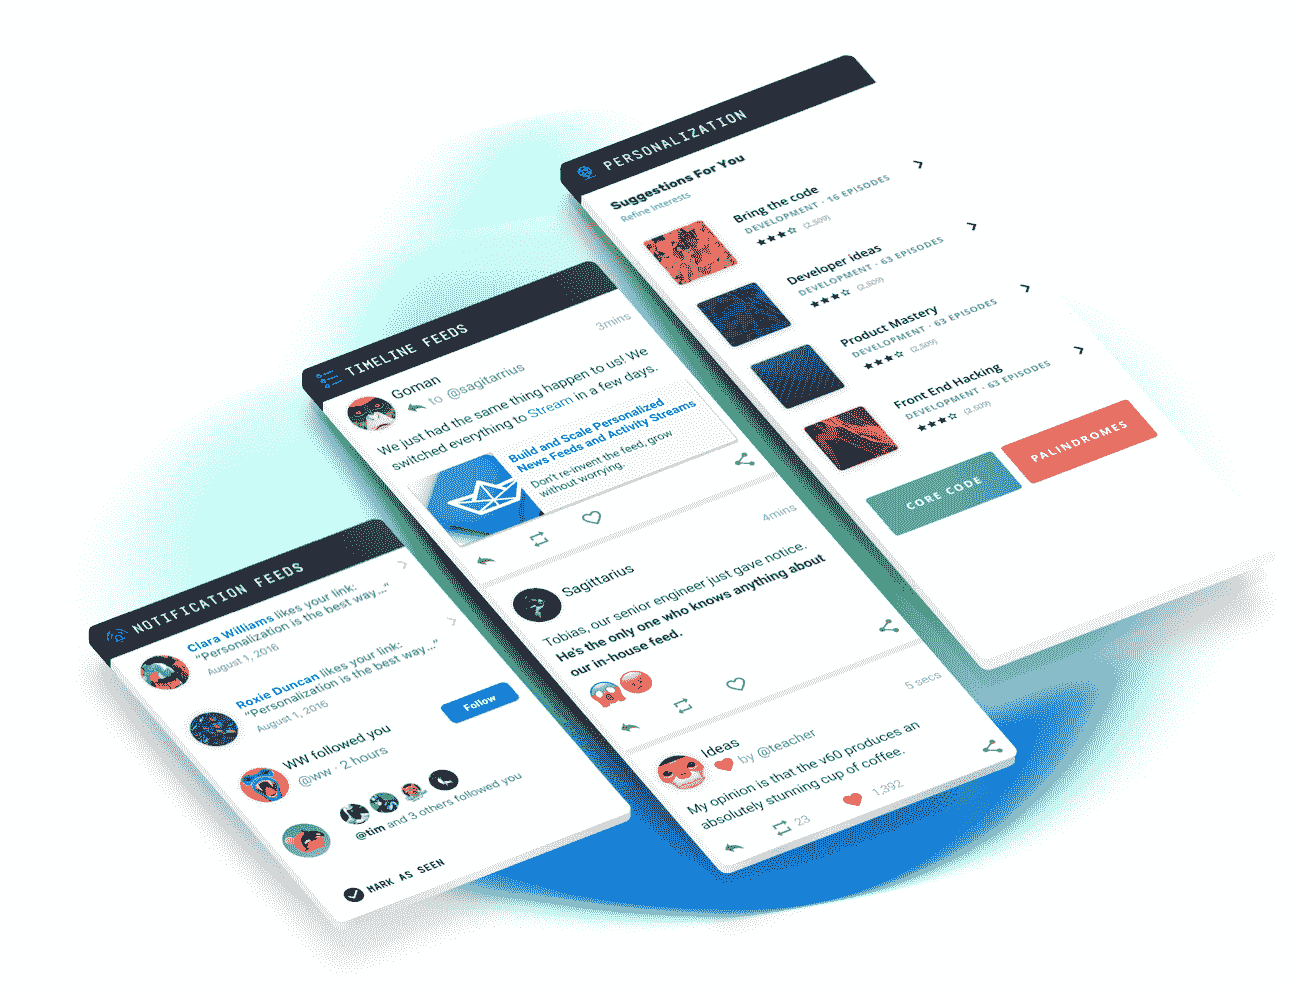 NOTIFICATION FEEDS
Clara Williams likes your link:
“Personalization is the best way...”
August 1, 2016
Roxie Duncan likes your link:
“Personalization is the best way...”
August 1, 2016
WW followed you
@ww · 2 hours
Follow
@tim and 3 others followed you
MARK AS SEEN
TIMELINE FEEDS
Goman
3mins
to @sagitarrius
We just had the same thing happen to us! We
switched everything to Stream in a few days.
Build and Scale Personalized
News Feeds and Activity Streams
Don't re-invent the feed, grow
without worrying.
Sagittarius
4mins
Tobias, our senior engineer just gave notice.
He's the only one who knows anything about
our in-house feed.
Ideas
5 secs
by @teacher
My opinion is that the v60 produces an
absolutely stunning cup of coffee.
23
1,392
PERSONALIZATION
Suggestions For You
Refine Interests
Bring the code
DEVELOPMENT · 16 EPISODES
(2,509)
Developer ideas
DEVELOPMENT · 63 EPISODES
(2,509)
Product Mastery
DEVELOPMENT · 63 EPISODES
(2,509)
Front End Hacking
DEVELOPMENT · 63 EPISODES
(2,509)
CORE CODE
PALINDROMES